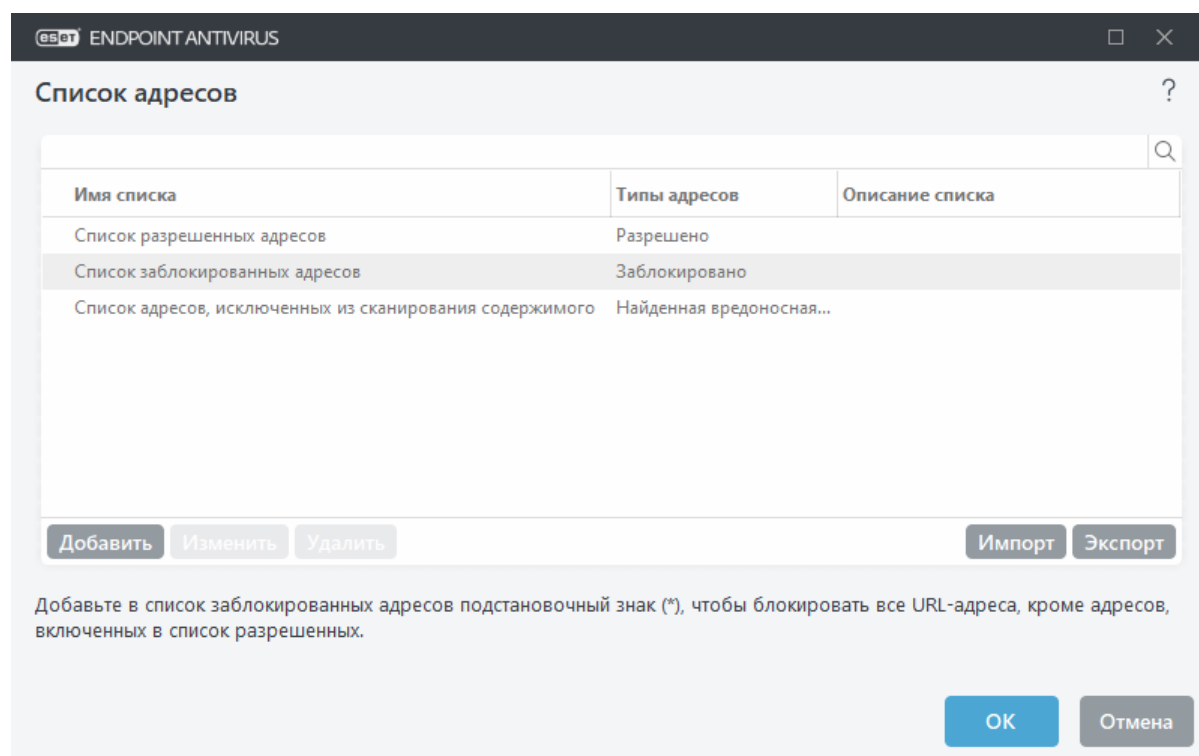 eset ENDPOINT ANTIVIRUS
Список адресов
?
Имя списка Типы адресов Описание списка
Список разрешенных адресов Разрешено
Список заблокированных адресов Заблокировано
Список адресов, исключенных из сканирования содержимого Найденная вредоносная...
Добавить Изменить Удалить Импорт Экспорт
Добавьте в список заблокированных адресов подстановочный знак (*), чтобы блокировать все URL-адреса, кроме адресов,
включенных в список разрешенных.
ОК Отмена